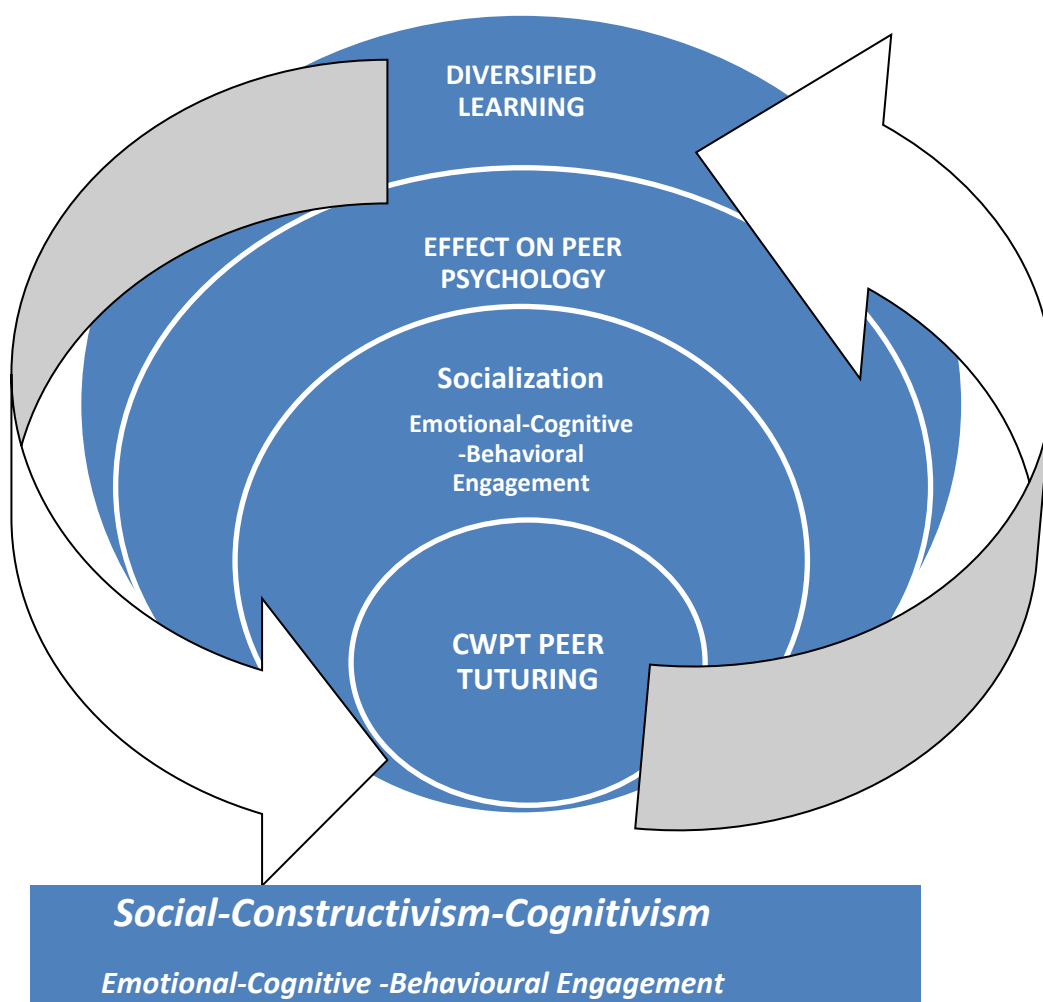 DIVERSIFIED
LEARNING
EFFECT ON PEER
PSYCHOLOGY
Socialization
Emotional-Cognitive
-Behavioral
Engagement
CWPT PEER
TUTURING
Social-Constructivism-Cognitivism
Emotional-Cognitive -Behavioural Engagement